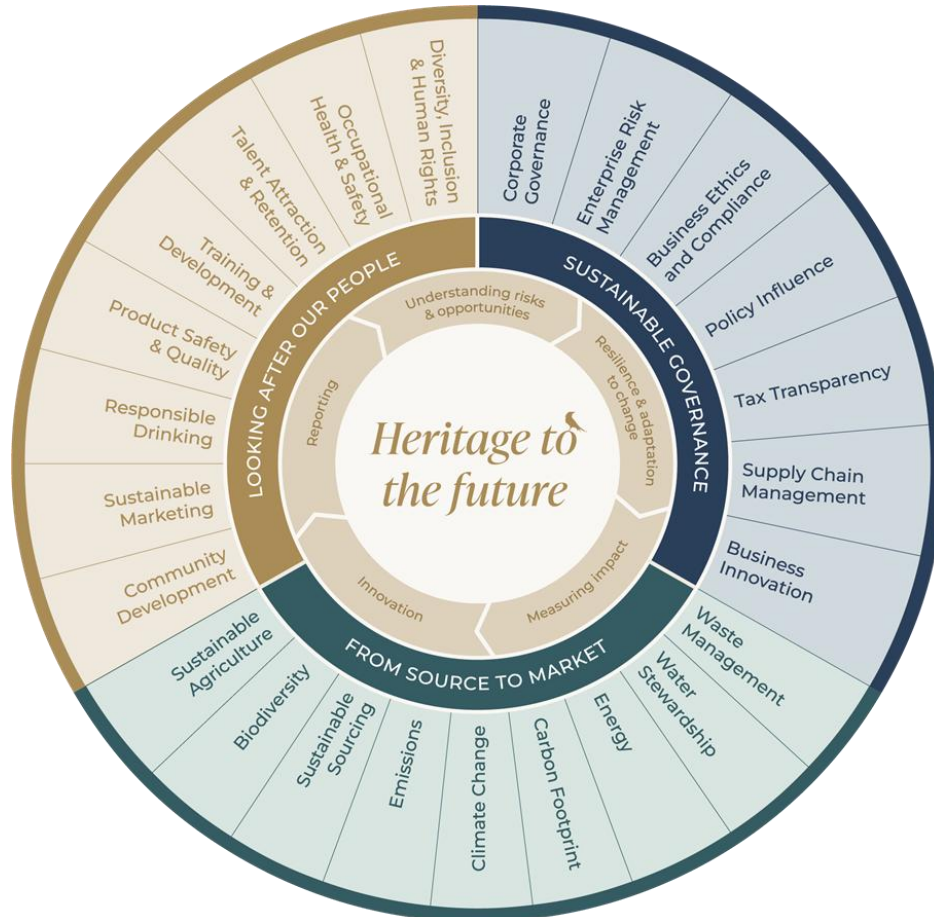 Heritage to
the future
Understanding risks
& opportunities
Resilience & adaptation
to change
Measuring impact
Innovation
Reporting
LOOKING AFTER OUR PEOPLE
SUSTAINABLE GOVERNANCE
FROM SOURCE TO MARKET
Corporate
Governance
Enterprise Risk
Management
Business Ethics
and Compliance
Policy Influence
Tax Transparency
Supply Chain
Management
Business
Innovation
Waste
Management
Water
Stewardship
Energy
Carbon Footprint
Climate Change
Emissions
Sustainable
Sourcing
Biodiversity
Sustainable
Agriculture
Community
Development
Sustainable
Marketing
Responsible
Drinking
Product Safety
& Quality
Training &
Development
Talent Attraction
& Retention
Occupational
Health & Safety
Diversity, Inclusion
& Human Rights